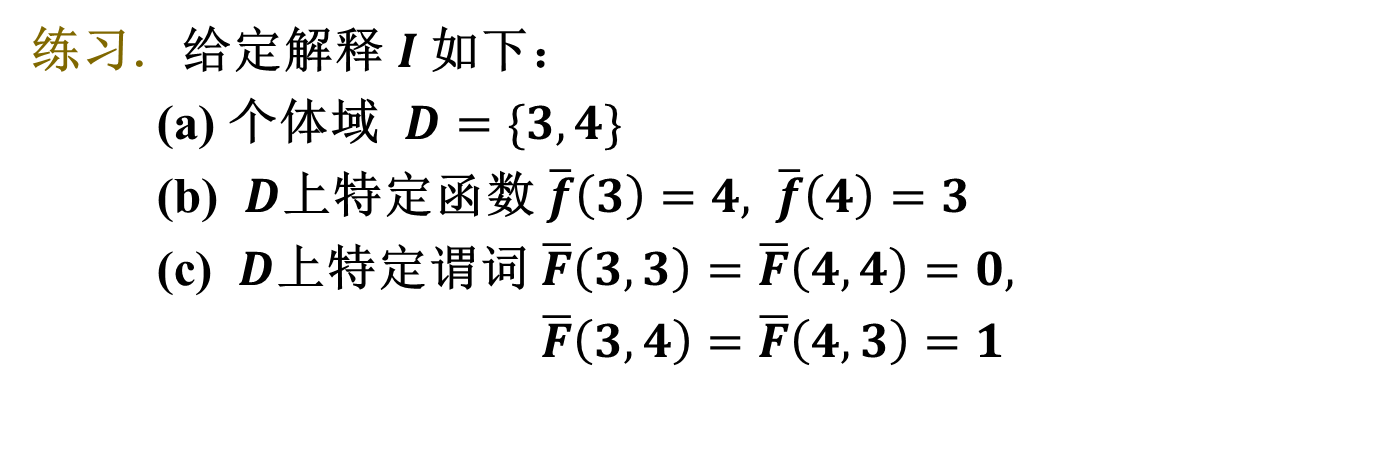 练习. 给定解释 I 如下：
(a) 个体域 D = {3,4}
(b) D上特定函数 f̅(3) = 4, f̅(4) = 3
(c) D上特定谓词 F̅(3,3) = F̅(4,4) = 0,
F̅(3,4) = F̅(4,3) = 1